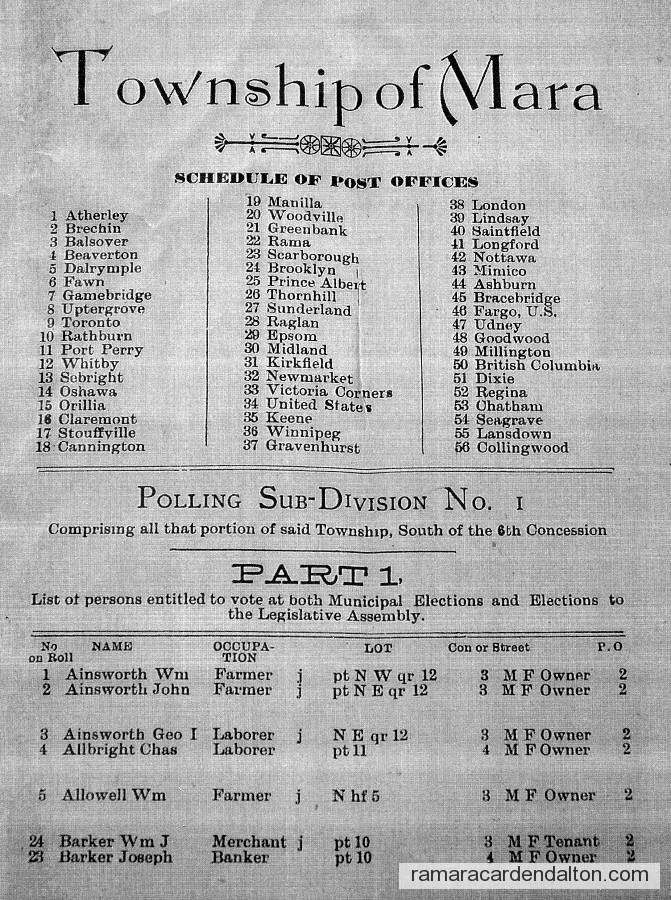 Township of Mara
SCHEDULE OF POST OFFICES
1 Atherley
2 Brechin
3 Balsover
4 Beaverton
5 Dalrymple
6 Fawn
7 Gamebridge
8 Uptergrove
9 Toronto
10 Rathburn
11 Port Perry
12 Whitby
13 Sebright
14 Oshawa
15 Orillia
16 Claremont
17 Stouffville
18 Cannington
19 Manilla
20 Woodville
21 Greenbank
22 Rama
23 Scarborough
24 Brooklyn
25 Prince Albert
26 Thornhill
27 Sunderland
28 Raglan
29 Epsom
30 Midland
31 Kirkfield
32 Newmarket
33 Victoria Corners
34 United States
35 Keene
36 Winnipeg
37 Gravenhurst
38 London
39 Lindsay
40 Saintfield
41 Longford
42 Nottawa
43 Mimico
44 Ashburn
45 Bracebridge
46 Fargo, U.S.
47 Udney
48 Goodwood
49 Millington
50 British Columbia
51 Dixie
52 Regina
53 Chatham
54 Seagrave
55 Lansdown
56 Collingwood
POLLING SUB-DIVISION NO. 1
Comprising all that portion of said Township, South of the 6th Concession
PART 1.
List of persons entitled to vote at both Municipal Elections and Elections to
the Legislative Assembly.
No NAME OCCUPA- LOT Con or Street P.O
on Roll TION
1 Ainsworth Wm Farmer j pt N W qr 12 3 M F Owner 2
2 Ainsworth John Farmer j pt N E qr 12 3 M F Owner 2
3 Ainsworth Geo I Laborer j N E qr 12 3 M F Owner 2
4 Allbright Chas Laborer pt 11 4 M F Owner 2
5 Allowell Wm Farmer j N hf 5 3 M F Owner 2
24 Barker Wm J Merchant j pt 10 3 M F Tenant 2
23 Barker Joseph Banker pt 10 4 M F Owner 2
ramaracardendalton.com